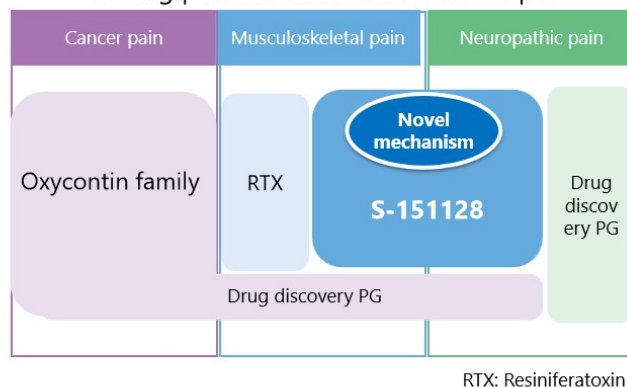 Cancer pain
Musculoskeletal pain
Neuropathic pain
Oxycontin family
RTX
Novel
mechanism
S-151128
Drug
discov
ery PG
Drug discovery PG
RTX: Resiniferatoxin